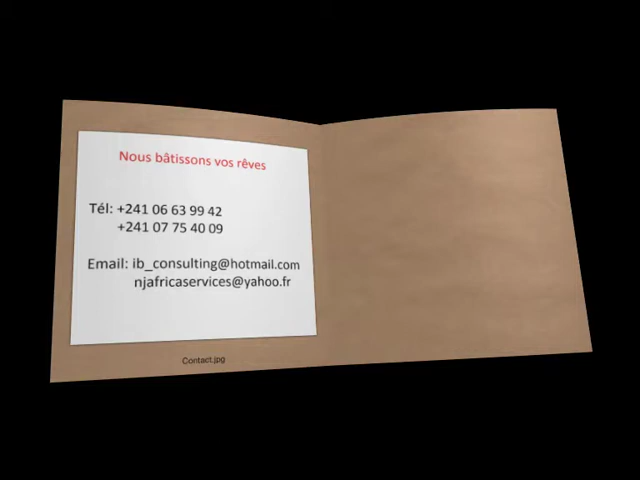 Nous bâtissons vos rêves
Tél: +241 06 63 99 42
+241 07 75 40 09
Email: ib_consulting@hotmail.com
njafricaservices@yahoo.fr
Contact.jpg